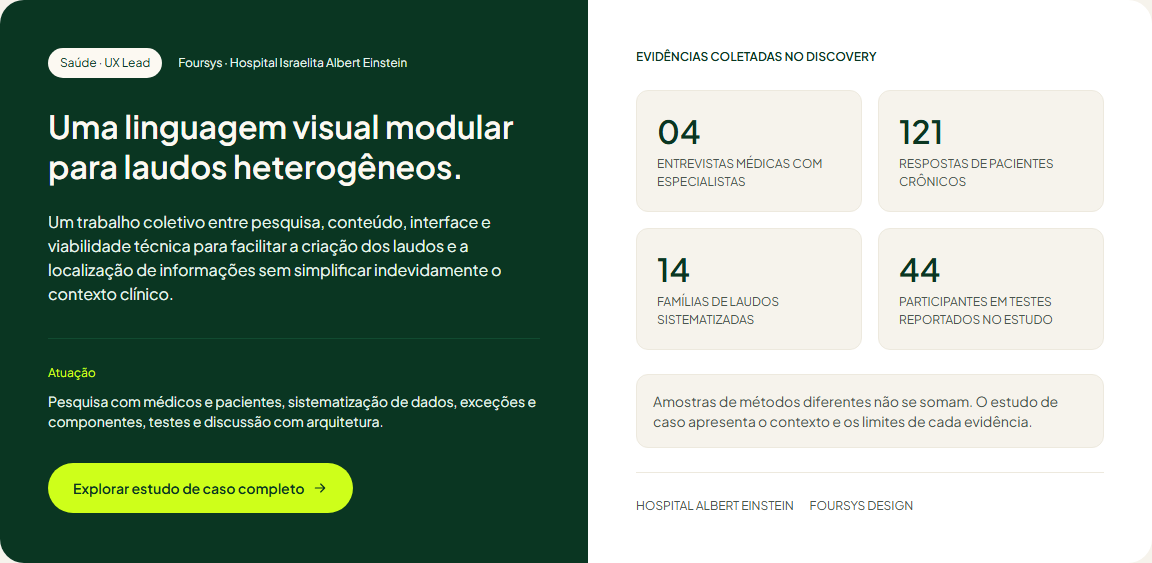 Saúde · UX Lead
Foursys · Hospital Israelita Albert Einstein
Uma linguagem visual modular
para laudos heterogêneos.
Um trabalho coletivo entre pesquisa, conteúdo, interface e
viabilidade técnica para facilitar a criação dos laudos e a
localização de informações sem simplificar indevidamente o
contexto clínico.
Atuação
Pesquisa com médicos e pacientes, sistematização de dados, exceções e
componentes, testes e discussão com arquitetura.
Explorar estudo de caso completo →
EVIDÊNCIAS COLETADAS NO DISCOVERY
04
ENTREVISTAS MÉDICAS COM
ESPECIALISTAS
121
RESPOSTAS DE PACIENTES
CRÔNICOS
14
FAMÍLIAS DE LAUDOS
SISTEMATIZADAS
44
PARTICIPANTES EM TESTES
REPORTADOS NO ESTUDO
Amostras de métodos diferentes não se somam. O estudo de
caso apresenta o contexto e os limites de cada evidência.
HOSPITAL ALBERT EINSTEIN
FOURSYS DESIGN